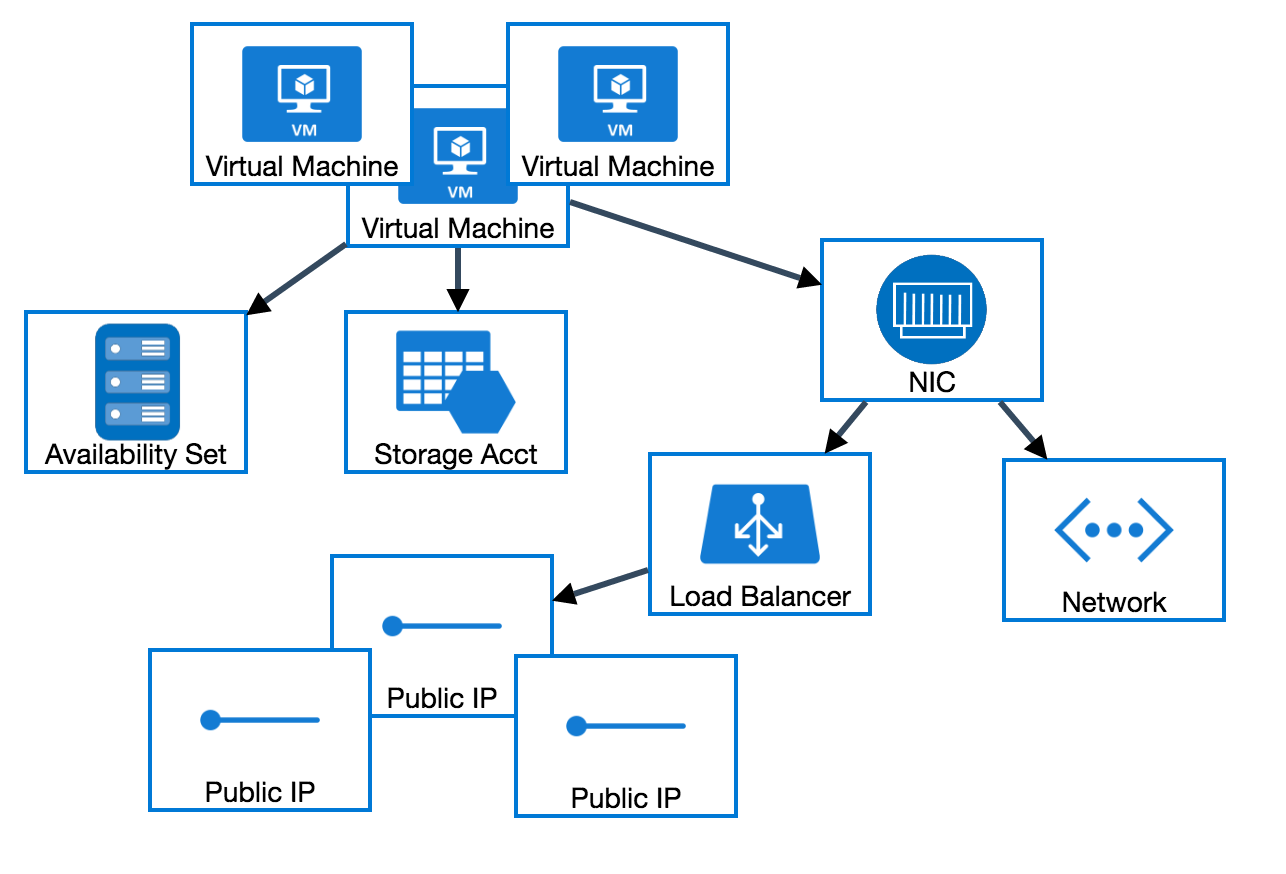 VM
Virtual Machine
VM
Virtual Machine
VM
Virtual Machine
NIC
Availability Set
Storage Acct
Load Balancer
Network
Public IP
Public IP
Public IP